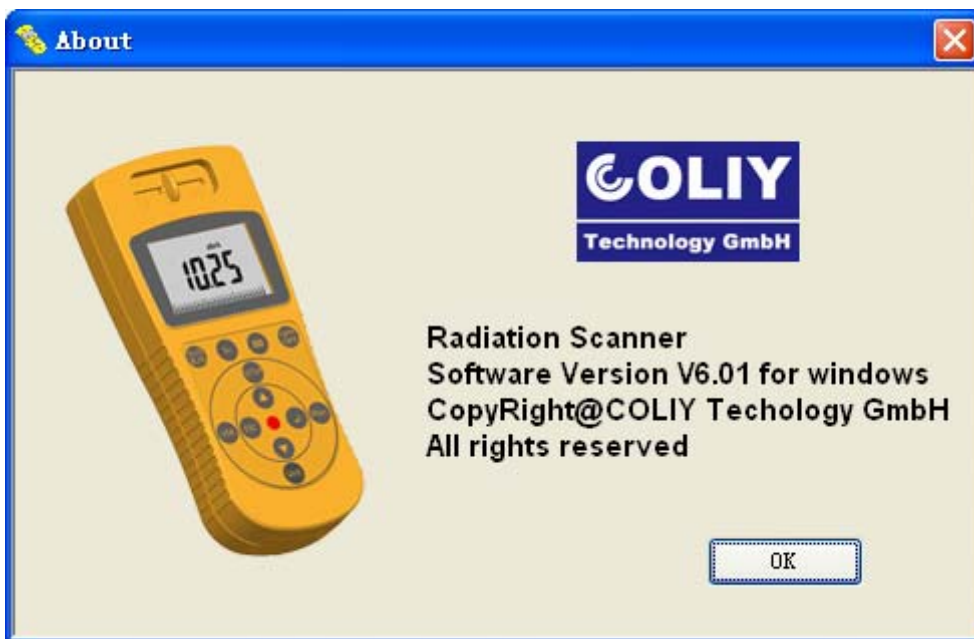 About
COLIY
Technology GmbH
10.25
Radiation Scanner
Software Version V6.01 for windows
CopyRight@COLIY Techology GmbH
All rights reserved
OK